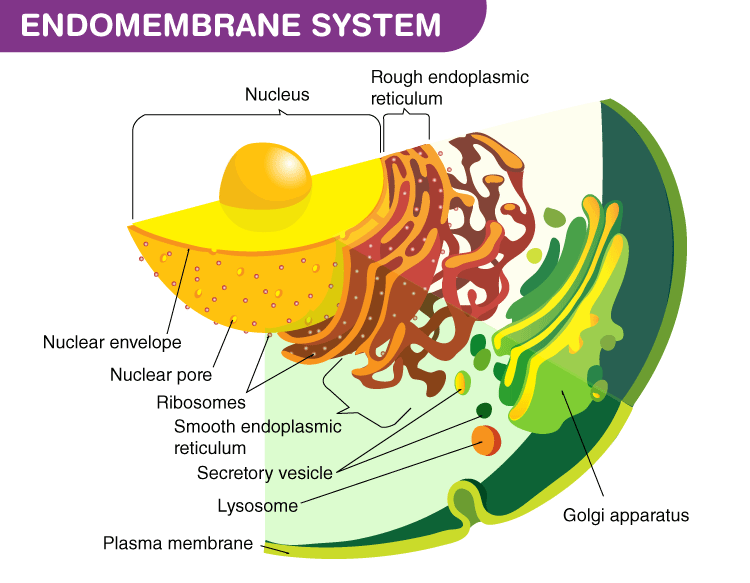 ENDOMEMBRANE SYSTEM
Rough endoplasmic
reticulum
Nucleus
Nuclear envelope
Nuclear pore
Ribosomes
Smooth endoplasmic
reticulum
Secretory vesicle
Lysosome
Golgi apparatus
Plasma membrane